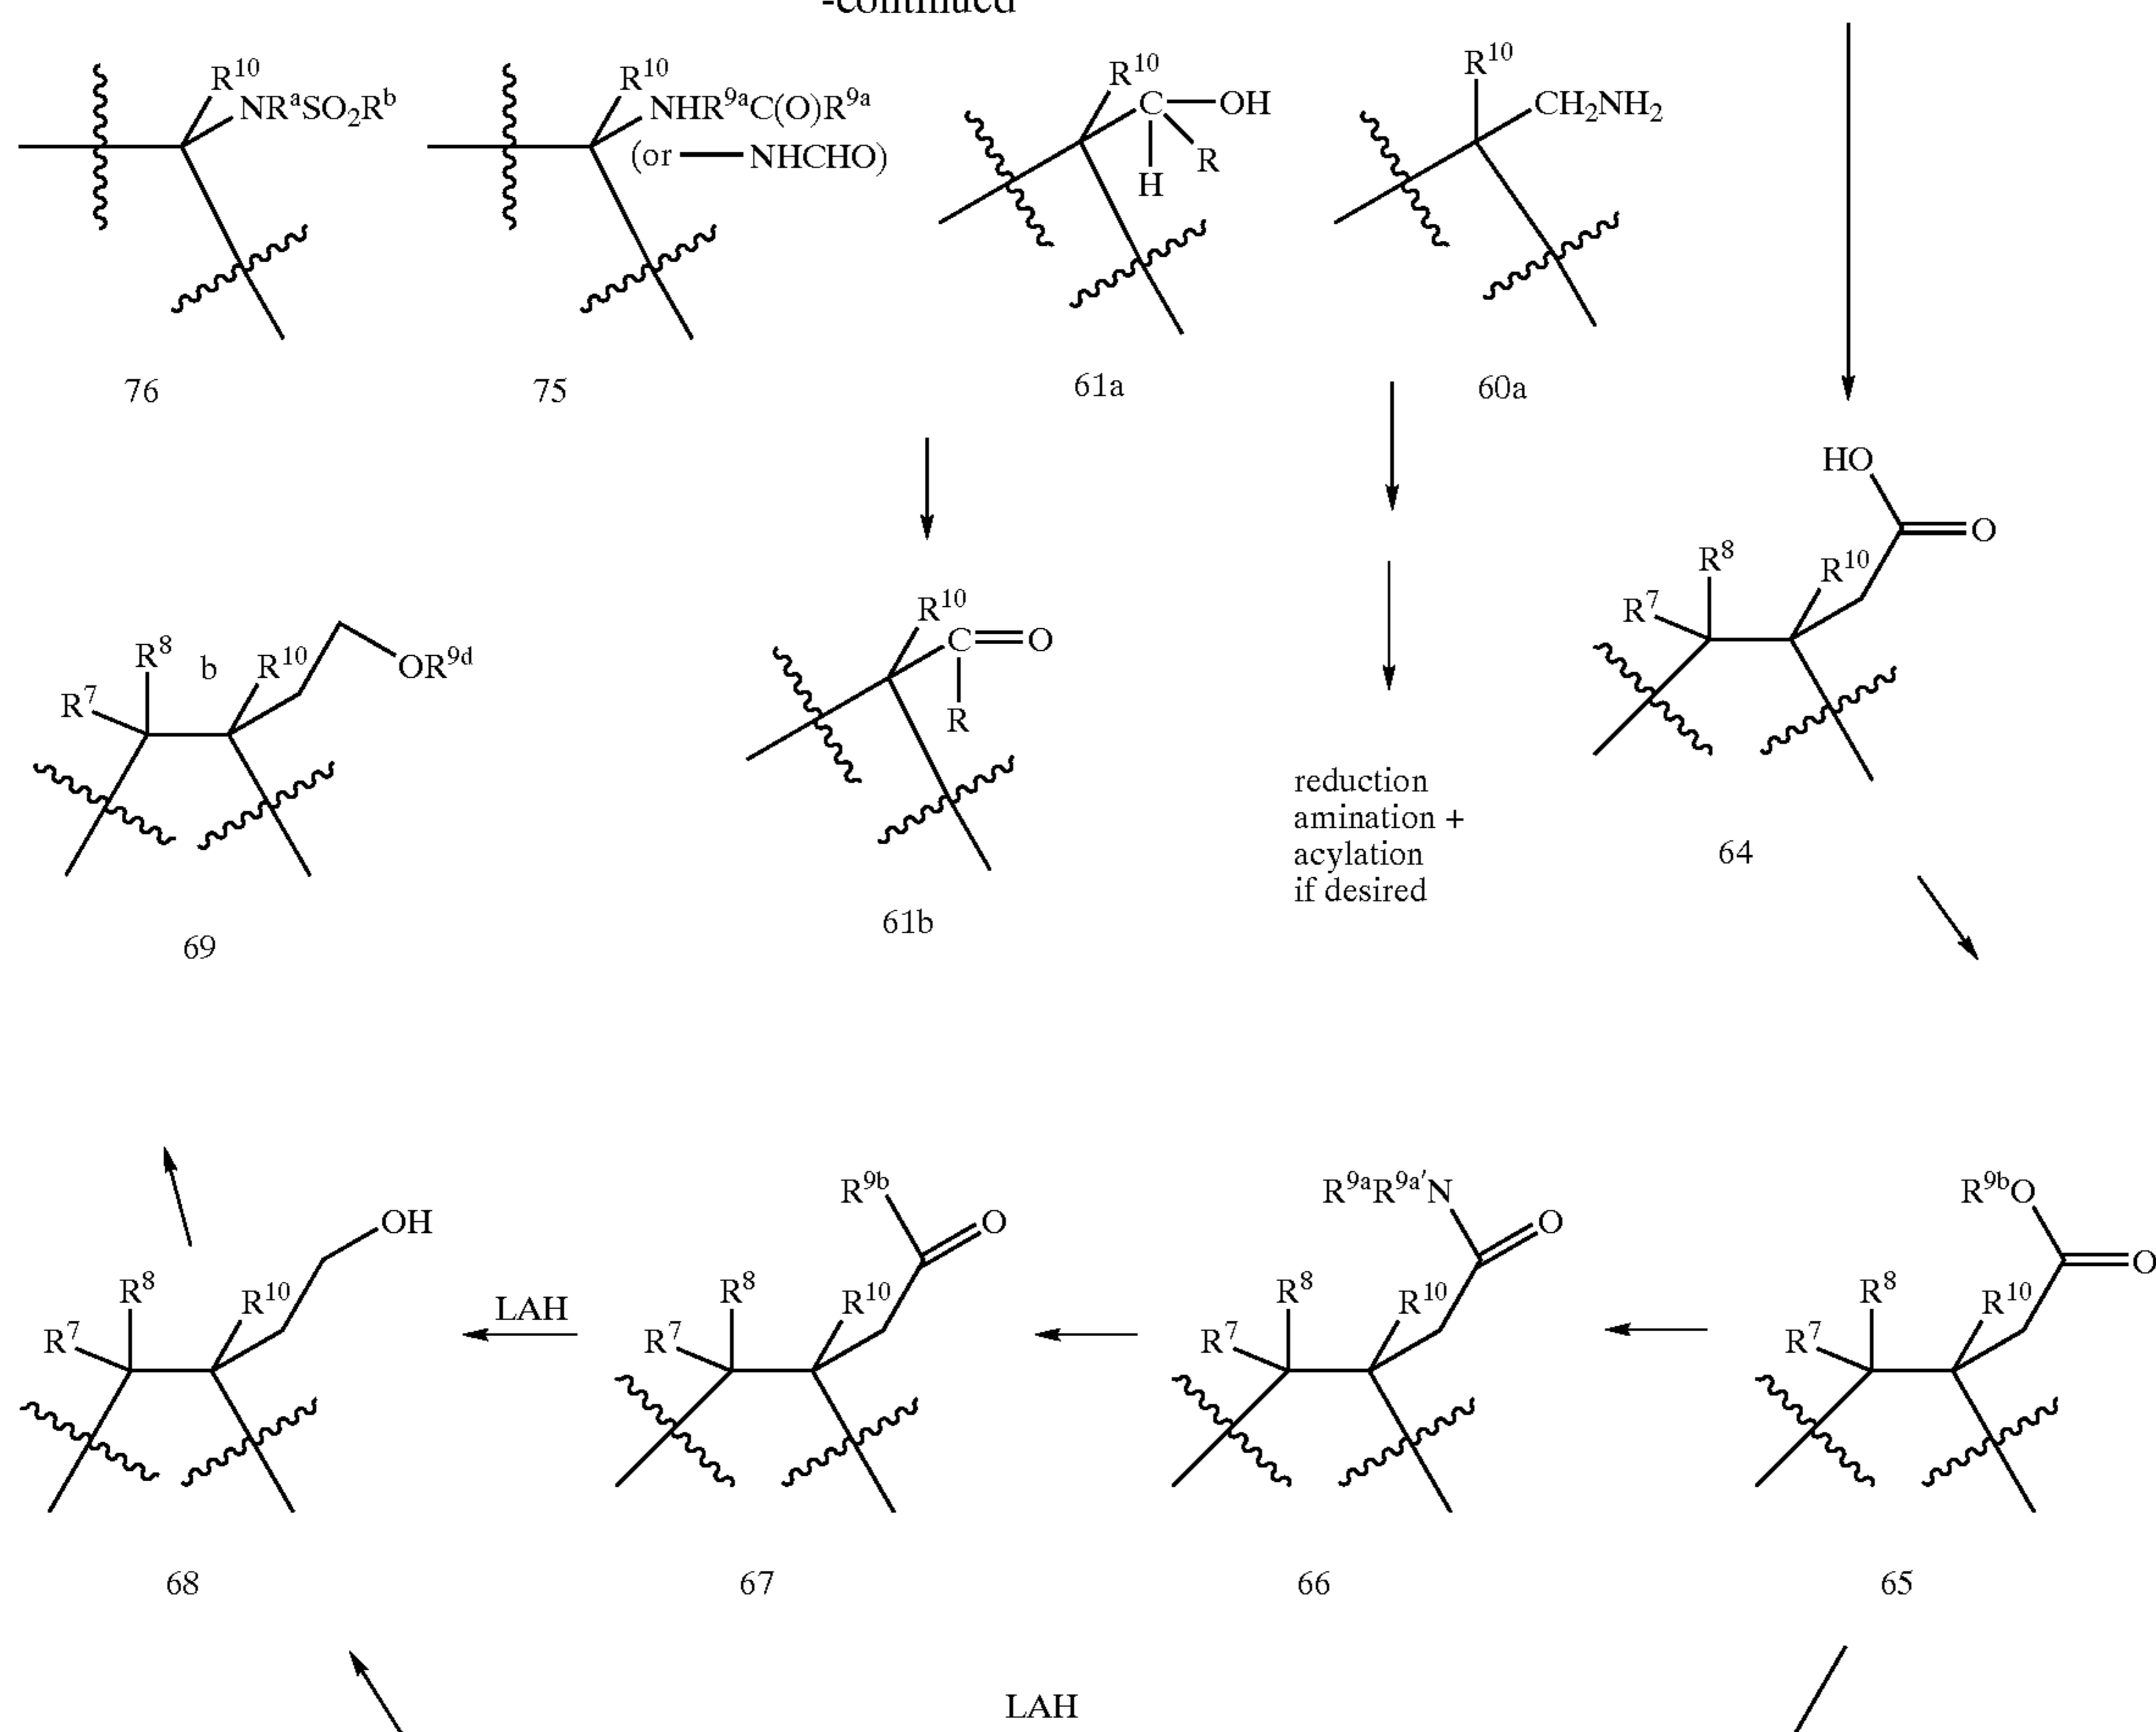 -continued
R¹⁰
NRᵃSO₂Rᵇ
76
R¹⁰
NHR⁹ᵃC(O)R⁹ᵃ
(or — NHCHO)
75
R¹⁰
C—OH
R
H
61a
R¹⁰
CH₂NH₂
60a
HO
O
R⁸
R¹⁰
R⁷
64
R⁸
b
R¹⁰
OR⁹ᵈ
R⁷
69
R¹⁰
C=O
R
61b
reduction
amination +
acylation
if desired
OH
R⁸
R¹⁰
R⁷
68
LAH
R⁹ᵇ
O
R⁸
R¹⁰
R⁷
67
R⁹ᵃR⁹ᵃ′N
O
R⁸
R¹⁰
R⁷
66
R⁹ᵇO
O
R⁸
R¹⁰
R⁷
65
LAH